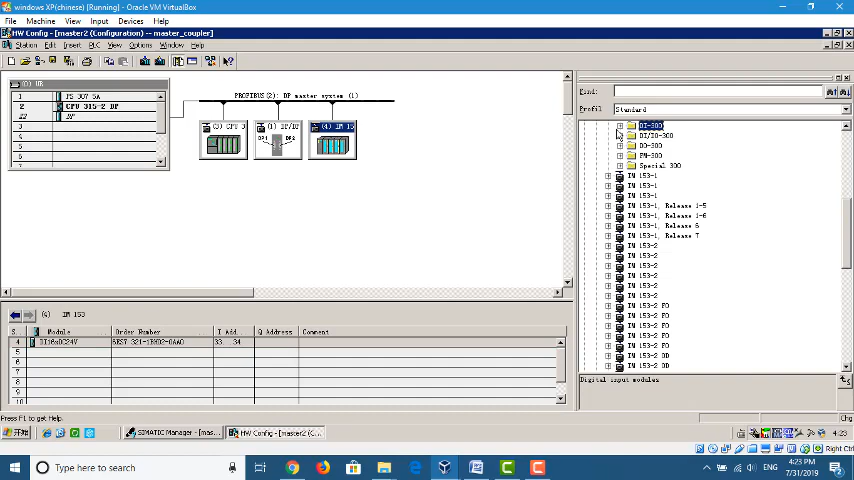 windows XP(china) [Running] - Oracle VM VirtualBox
File Machine View Input Devices Help
HW Config - [master2 (Configuration) -- master_coupler]
Station Edit Insert PLC View Options Window Help
(0) UR
1 PS 307 5A
2 CPU 315-2 DP
X2 DP
3
4
5
6
7
PROFIBUS(2): DP master system (1)
(3) CPU 3
(1) DP/DP
DP1 DP2
(4) IM 15
Find:
Profil Standard
DI-300
DI/DO-300
DO-300
FM-300
Special 300
IM 153-1
IM 153-1
IM 153-1
IM 153-1, Release 1-5
IM 153-1, Release 1-6
IM 153-1, Release 6
IM 153-1, Release 7
IM 153-2
IM 153-2
IM 153-2
IM 153-2
IM 153-2
IM 153-2
IM 153-2 FO
IM 153-2 FO
IM 153-2 FO
IM 153-2 FO
IM 153-2 FO
IM 153-2 OD
IM 153-2 OD
Digital input modules
(4) IM 153
S... Module ... Order Number ... I Add... Q Address Comment
4 DI16xDC24V 6ES7 321-1BH02-0AA0 33...34
5
6
7
8
9
10
Press F1 to get Help.
Chg
开始
SIMATIC Manager - [mas...
HW Config - [master2 (C...
4:23
Right Ctrl
Type here to search
ENG
4:23 PM
7/31/2019